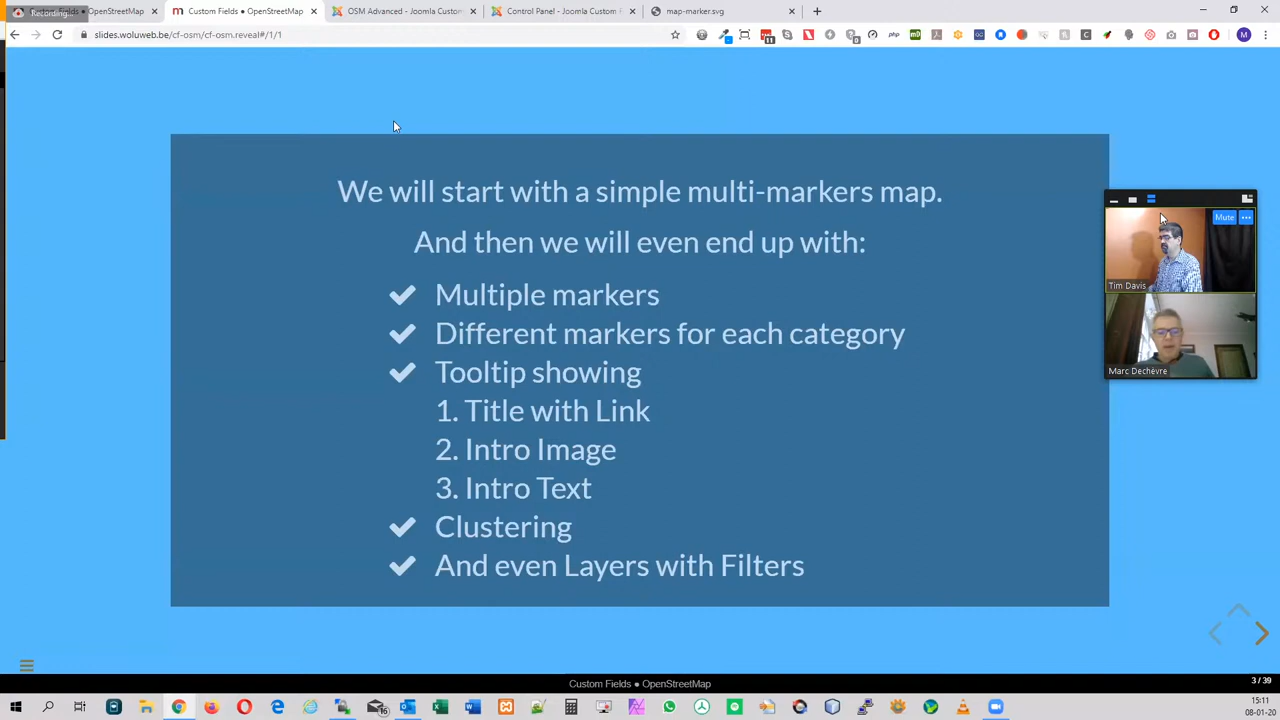 Recording...
Custom Fields ● OpenStreetMap
Custom Fields ● OpenStreetMap
OSM Advanced - Joomla Custom
Control Panel - Joomla Custom
map-marker.svg
slides.woluweb.be/cf-osm/cf-osm.reveal#/1/1
We will start with a simple multi-markers map.
And then we will even end up with:
Multiple markers
Different markers for each category
Tooltip showing
1. Title with Link
2. Intro Image
3. Intro Text
Clustering
And even Layers with Filters
Mute
Tim Davis
Marc Dechèvre
Custom Fields ● OpenStreetMap
3 / 39
15:11
08-01-20